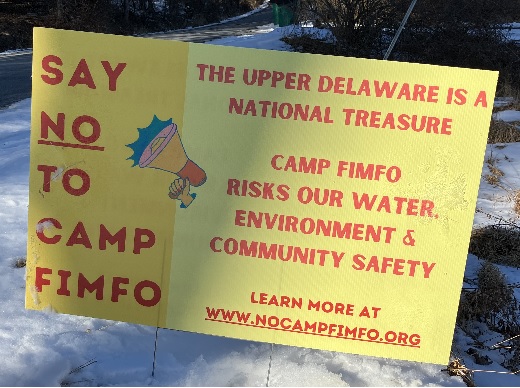 SAY
NO
TO
CAMP
FIMFO
THE UPPER DELAWARE IS A
NATIONAL TREASURE
CAMP FIMFO
RISKS OUR WATER,
ENVIRONMENT &
COMMUNITY SAFETY
LEARN MORE AT
WWW.NOCAMPFIMFO.ORG